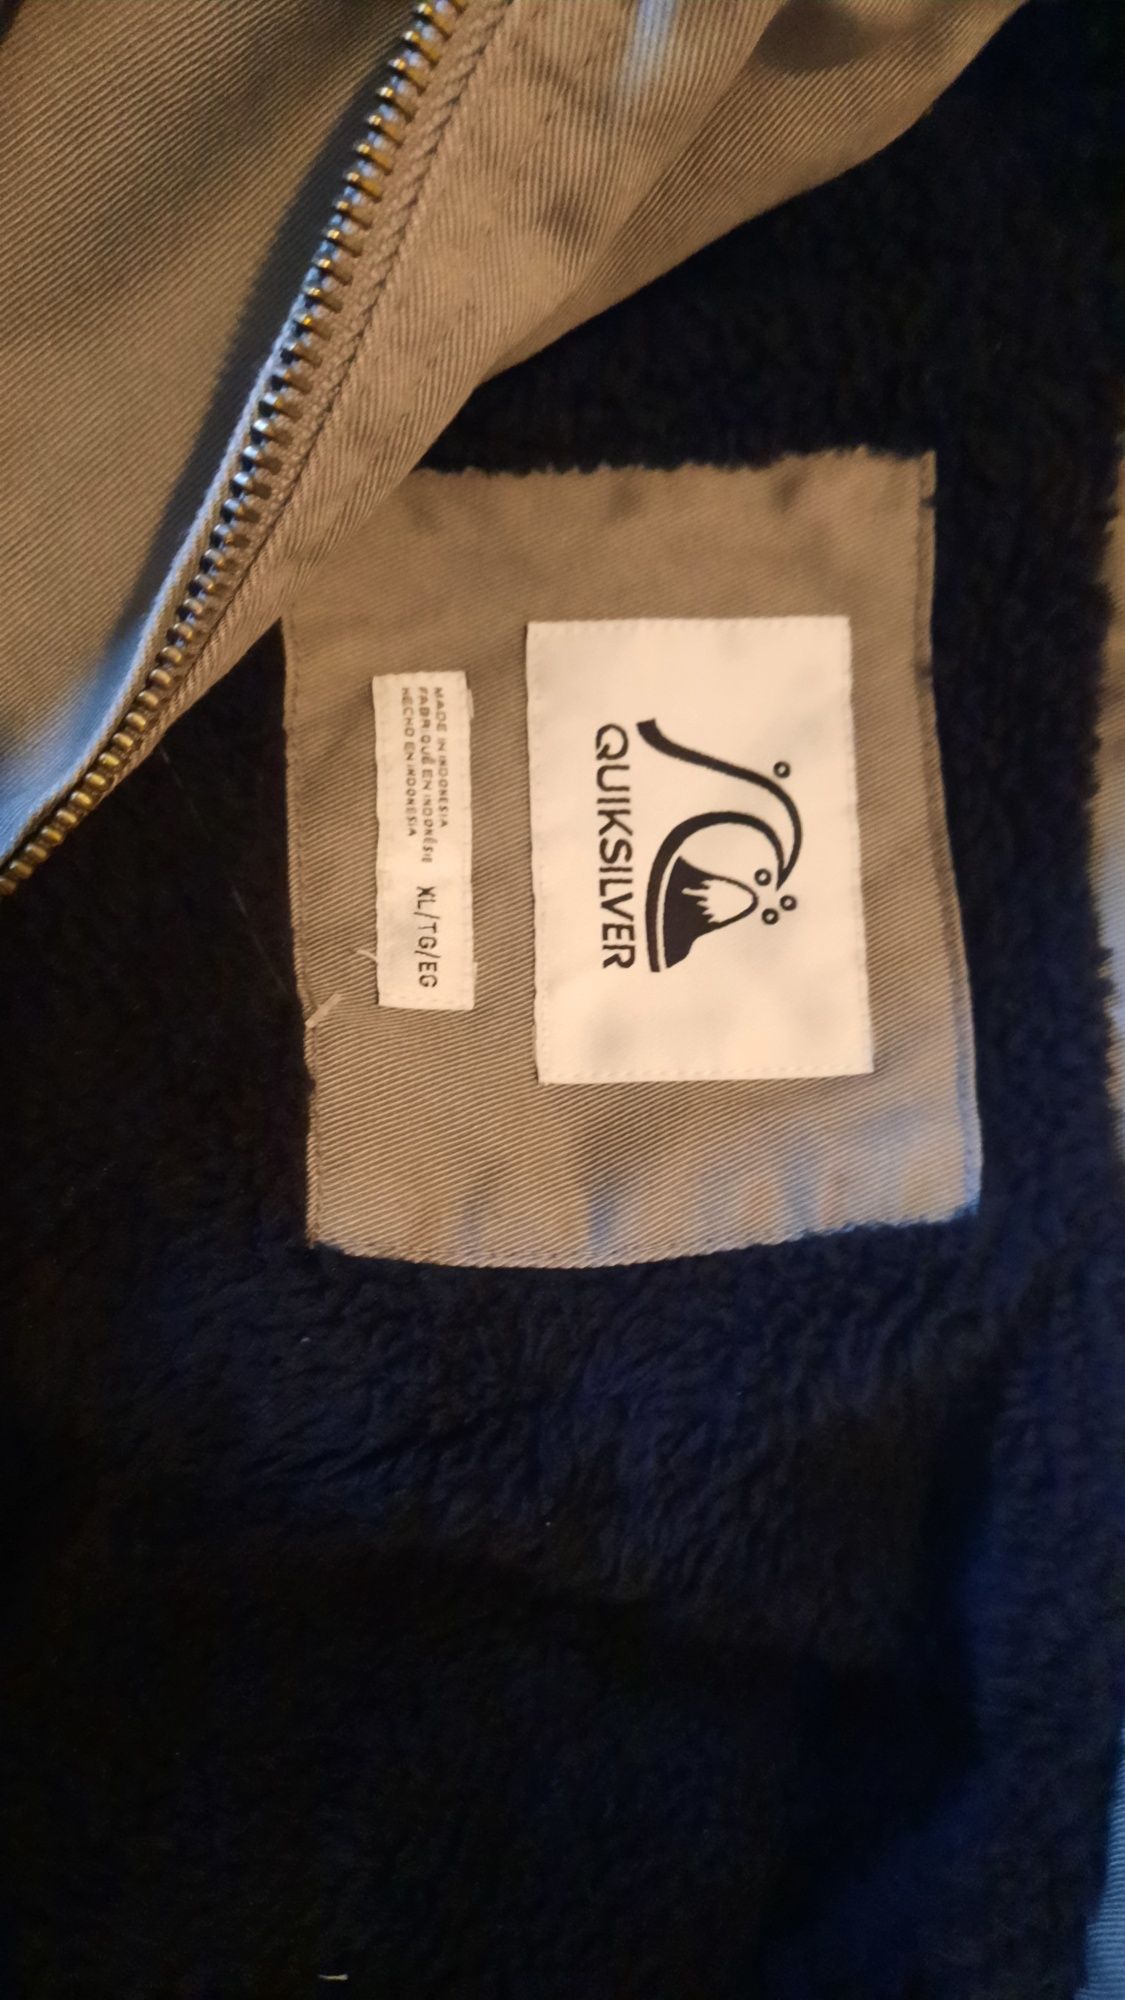 QUIKSILVER
MADE IN INDONESIA
FABRIQUÉ EN INDONÉSIE
HECHO EN INDONESIA
XL/TG/EG